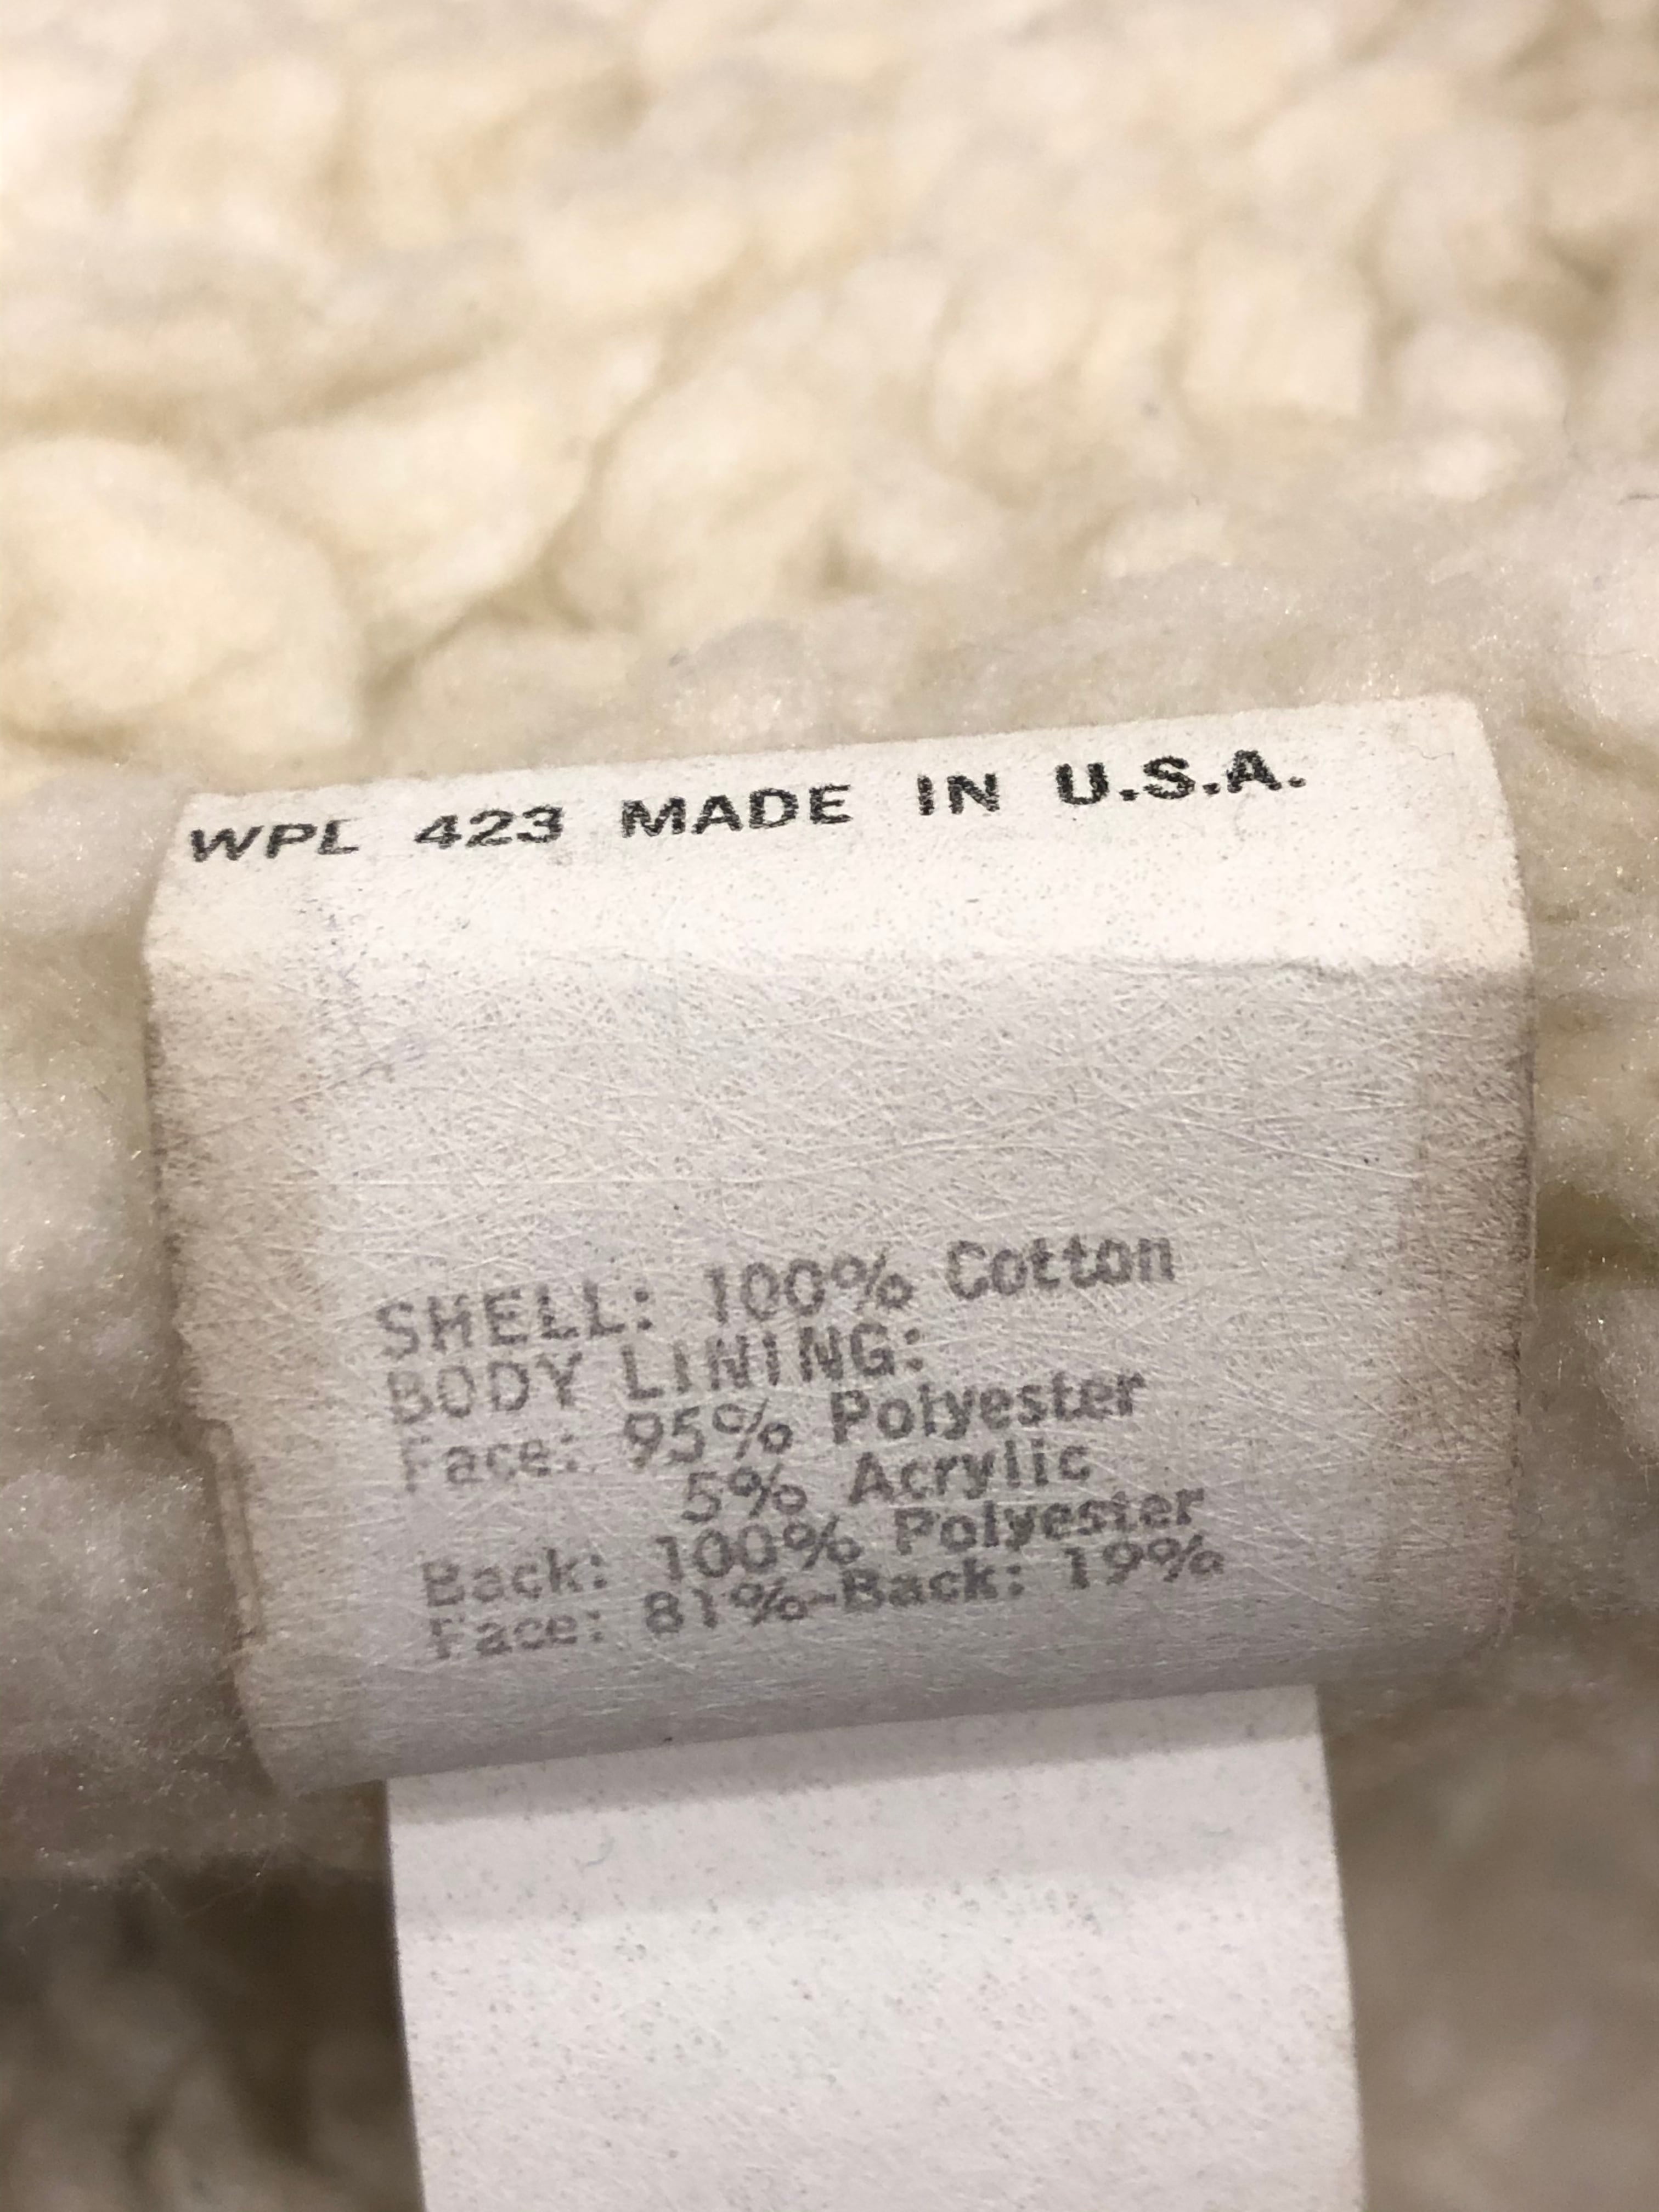 WPL 423 MADE IN U.S.A.
SHELL: 100% Cotton
BODY LINING:
Face: 95% Polyester
5% Acrylic
Back: 100% Polyester
Face: 81%-Back: 19%